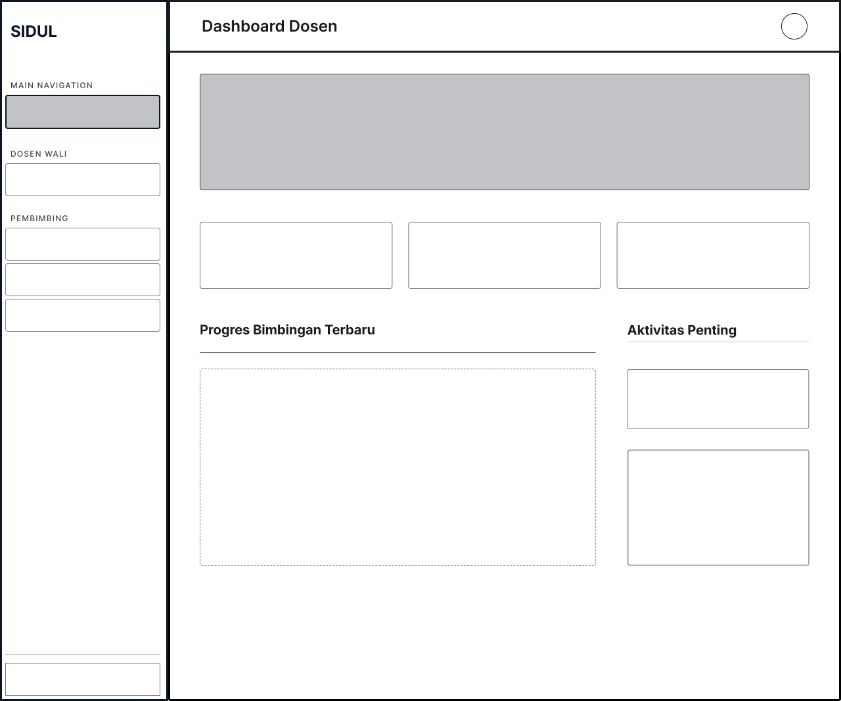 SIDUL
MAIN NAVIGATION
DOSEN WALI
PEMBIMBING
Dashboard Dosen
Progres Bimbingan Terbaru
Aktivitas Penting